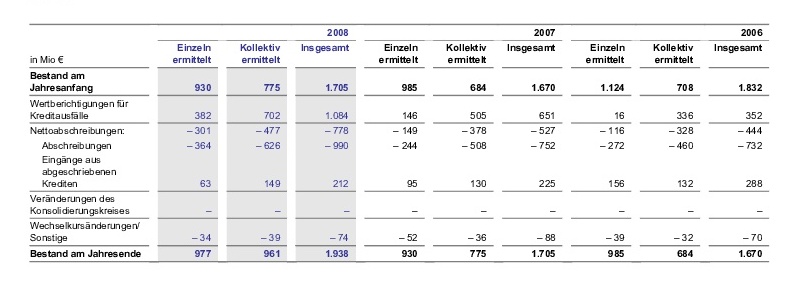 2008 2007 2006
Einzeln Kollektiv Insgesamt Einzeln Kollektiv Insgesamt Einzeln Kollektiv Insgesamt
in Mio € ermittelt ermittelt ermittelt ermittelt ermittelt ermittelt
Bestand am
Jahresanfang 930 775 1.705 985 684 1.670 1.124 708 1.832
Wertberichtigungen für
Kreditausfälle 382 702 1.084 146 505 651 16 336 352
Nettoabschreibungen: – 301 – 477 – 778 – 149 – 378 – 527 – 116 – 328 – 444
Abschreibungen – 364 – 626 – 990 – 244 – 508 – 752 – 272 – 460 – 732
Eingänge aus
abgeschriebenen
Krediten 63 149 212 95 130 225 156 132 288
Veränderungen des
Konsolidierungskreises – – – – – – – – –
Wechselkursänderungen/
Sonstige – 34 – 39 – 74 – 52 – 36 – 88 – 39 – 32 – 70
Bestand am Jahresende 977 961 1.938 930 775 1.705 985 684 1.670